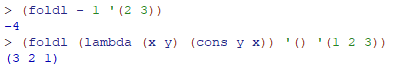 > (foldl - 1 '(2 3))
-4
> (foldl (lambda (x y) (cons y x)) '() '(1 2 3))
(3 2 1)